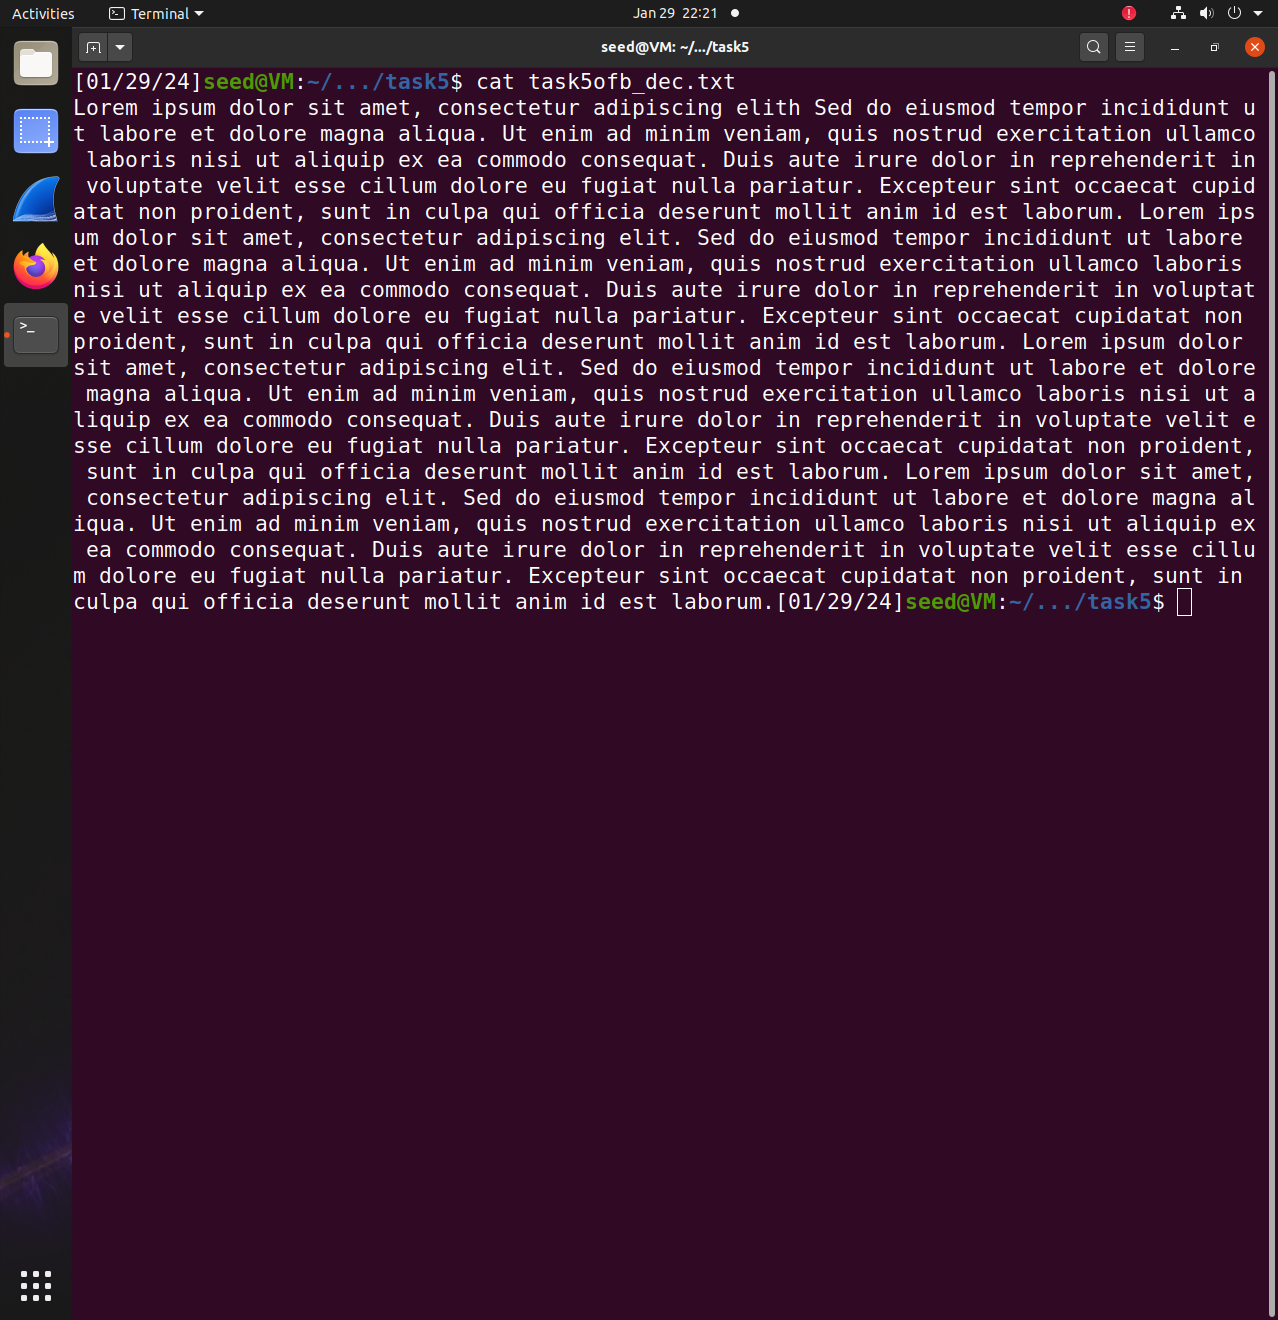 Activities Terminal Jan 29 22:21
seed@VM: ~/.../task5
[01/29/24]seed@VM:~/.../task5$ cat task5ofb_dec.txt
Lorem ipsum dolor sit amet, consectetur adipiscing elith Sed do eiusmod tempor incididunt u
t labore et dolore magna aliqua. Ut enim ad minim veniam, quis nostrud exercitation ullamco
 laboris nisi ut aliquip ex ea commodo consequat. Duis aute irure dolor in reprehenderit in
 voluptate velit esse cillum dolore eu fugiat nulla pariatur. Excepteur sint occaecat cupid
atat non proident, sunt in culpa qui officia deserunt mollit anim id est laborum. Lorem ips
um dolor sit amet, consectetur adipiscing elit. Sed do eiusmod tempor incididunt ut labore
et dolore magna aliqua. Ut enim ad minim veniam, quis nostrud exercitation ullamco laboris
nisi ut aliquip ex ea commodo consequat. Duis aute irure dolor in reprehenderit in voluptat
e velit esse cillum dolore eu fugiat nulla pariatur. Excepteur sint occaecat cupidatat non
proident, sunt in culpa qui officia deserunt mollit anim id est laborum. Lorem ipsum dolor
sit amet, consectetur adipiscing elit. Sed do eiusmod tempor incididunt ut labore et dolore
 magna aliqua. Ut enim ad minim veniam, quis nostrud exercitation ullamco laboris nisi ut a
liquip ex ea commodo consequat. Duis aute irure dolor in reprehenderit in voluptate velit e
sse cillum dolore eu fugiat nulla pariatur. Excepteur sint occaecat cupidatat non proident,
 sunt in culpa qui officia deserunt mollit anim id est laborum. Lorem ipsum dolor sit amet,
 consectetur adipiscing elit. Sed do eiusmod tempor incididunt ut labore et dolore magna al
iqua. Ut enim ad minim veniam, quis nostrud exercitation ullamco laboris nisi ut aliquip ex
 ea commodo consequat. Duis aute irure dolor in reprehenderit in voluptate velit esse cillu
m dolore eu fugiat nulla pariatur. Excepteur sint occaecat cupidatat non proident, sunt in
culpa qui officia deserunt mollit anim id est laborum.[01/29/24]seed@VM:~/.../task5$